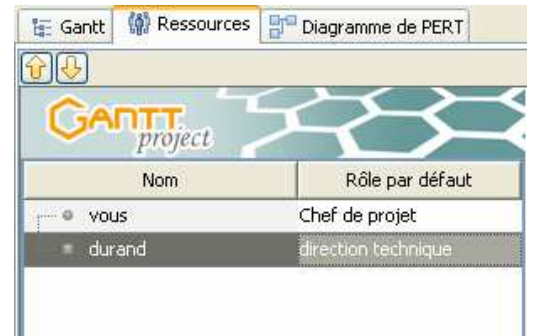 Gantt Ressources Diagramme de PERT
GANTT
project
Nom Rôle par défaut
vous Chef de projet
durand direction technique